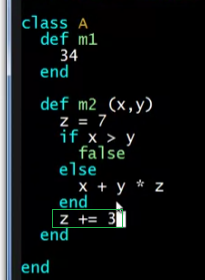 class A
def m1
34
end
def m2 (x,y)
z = 7
if x > y
false
else
x + y * z
end
z += 3
end
end